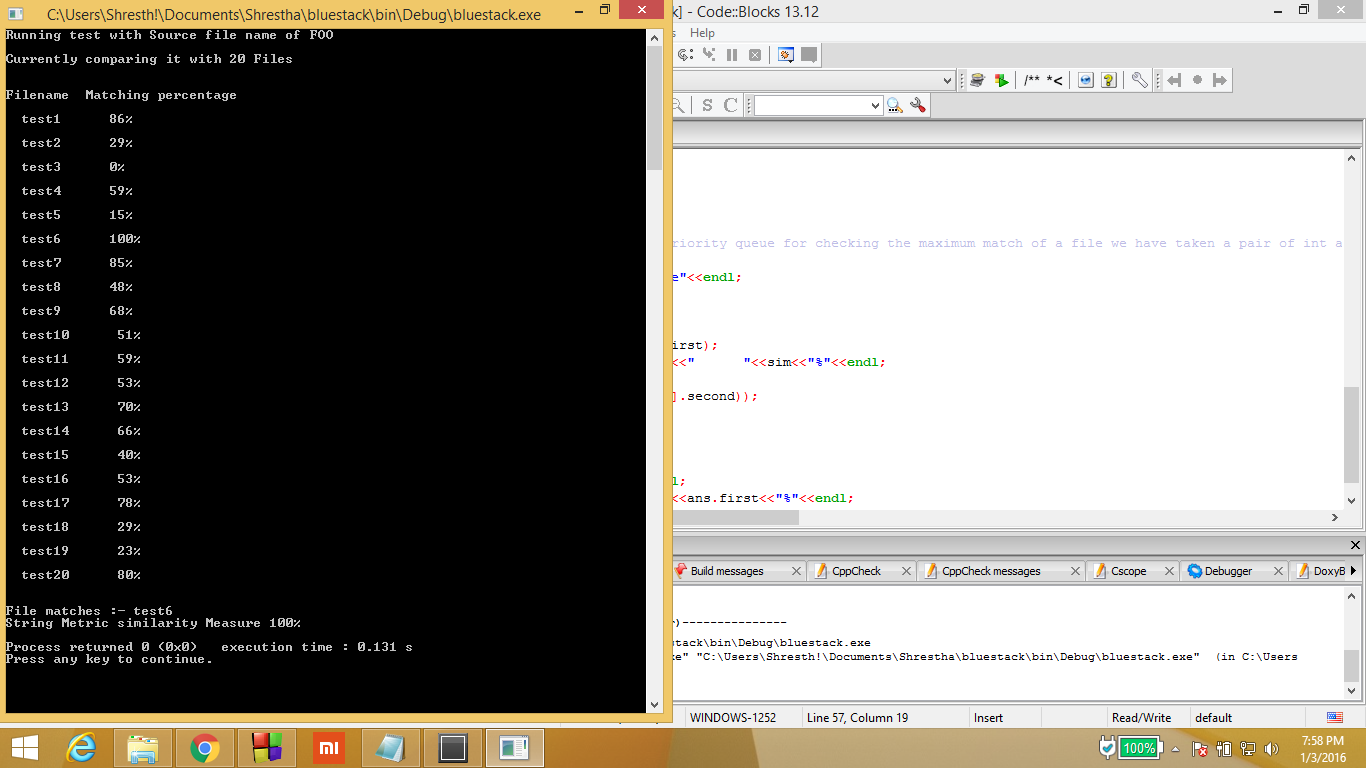 C:\Users\Shresth!\Documents\Shrestha\bluestack\bin\Debug\bluestack.exe
Running test with Source file name of FOO
Currently comparing it with 20 Files
Filename Matching percentage
test1 86%
test2 29%
test3 0%
test4 59%
test5 15%
test6 100%
test7 85%
test8 48%
test9 68%
test10 51%
test11 59%
test12 53%
test13 70%
test14 66%
test15 40%
test16 53%
test17 78%
test18 29%
test19 23%
test20 80%
File matches :- test6
String Metric similarity Measure 100%
Process returned 0 (0x0) execution time : 0.131 s
Press any key to continue.
k] - Code::Blocks 13.12
s Help
/** *<
S C
riority queue for checking the maximum match of a file we have taken a pair of int a
e"<<endl;
irst);
<<" "<<sim<<"%"<<endl;
].second));
l;
<<ans.first<<"%"<<endl;
Build messages CppCheck CppCheck messages Cscope Debugger DoxyB
r)---------------
stack\bin\Debug\bluestack.exe
xe" "C:\Users\Shresth!\Documents\Shrestha\bluestack\bin\Debug\bluestack.exe" (in C:\Users
WINDOWS-1252 Line 57, Column 19 Insert Read/Write default
mi
100%
7:58 PM
1/3/2016